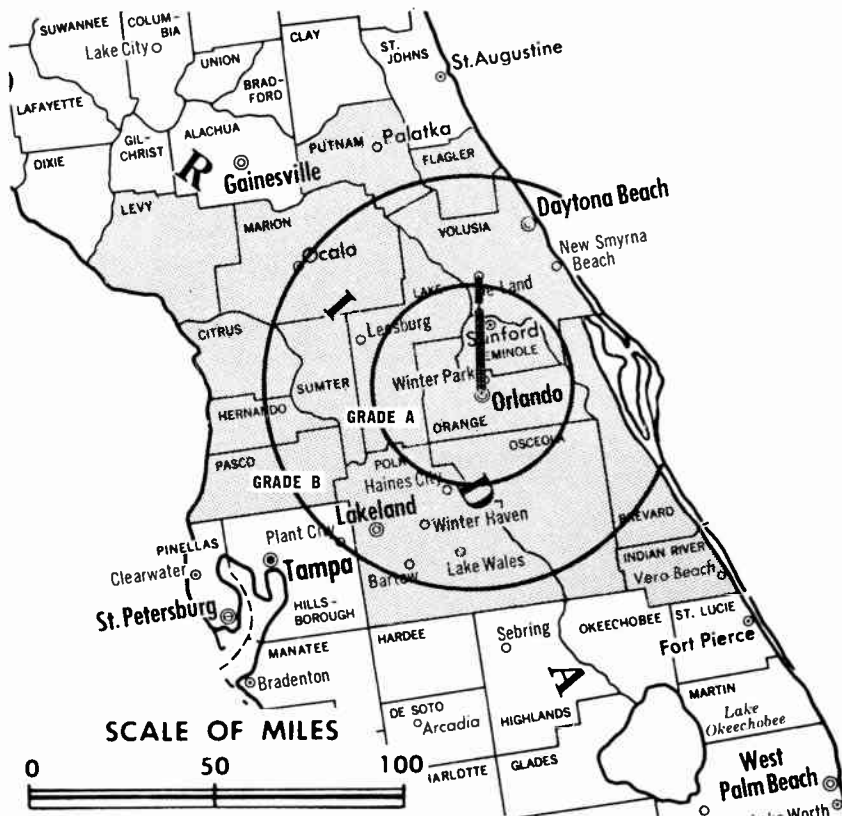 SUWANNEE
COLUM-
BIA
Lake City
UNION
CLAY
ST.
JOHNS
St. Augustine
BRAD-
FORD
LAFAYETTE
GIL-
CHRIST
ALACHUA
PUTNAM
Palatka
DIXIE
R
Gainesville
FLAGLER
LEVY
MARION
Ocala
VOLUSIA
Daytona Beach
New Smyrna
Beach
I
LAKE
De Land
CITRUS
Leesburg
Sanford
SEMINOLE
SUMTER
Winter Park
Orlando
HERNANDO
GRADE A
ORANGE
OSCEOLA
PASCO
GRADE B
POLK
Haines City
D
Lakeland
Winter Haven
BREVARD
Plant City
PINELLAS
Clearwater
Tampa
Bartow
Lake Wales
INDIAN RIVER
Vero Beach
St. Petersburg
HILLS-
BOROUGH
HARDEE
Sebring
OKEECHOBEE
ST. LUCIE
Fort Pierce
MANATEE
Bradenton
A
DE SOTO
Arcadia
HIGHLANDS
MARTIN
Lake
Okeechobee
SCALE OF MILES
0 50 100
HARLOTTE
GLADES
West
Palm Beach
Worth